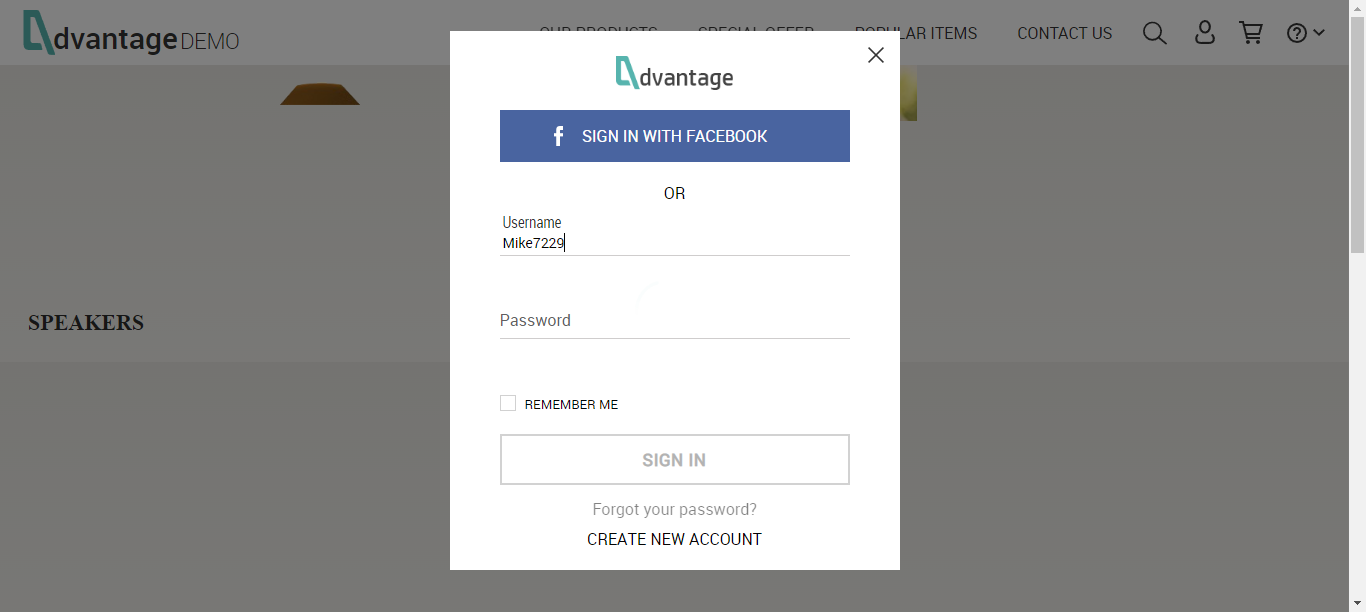 dvantage DEMO
OUR PRODUCTS SPECIAL OFFER POPULAR ITEMS CONTACT US
dvantage
f SIGN IN WITH FACEBOOK
OR
Username
Mike7229
Password
SPEAKERS
REMEMBER ME
SIGN IN
Forgot your password?
CREATE NEW ACCOUNT